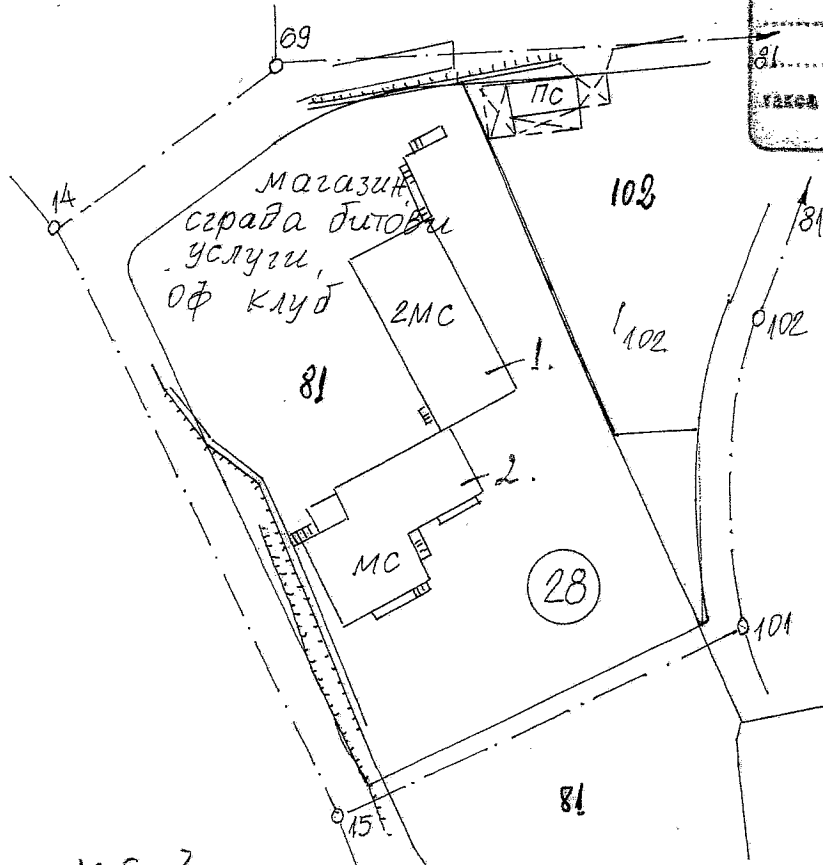 69
81
ПС
14
магазин,
сграда битови
услуги,
ОФ клуб
102
81
2МС
102
102
1.
81
2.
МС
28
101
81
15